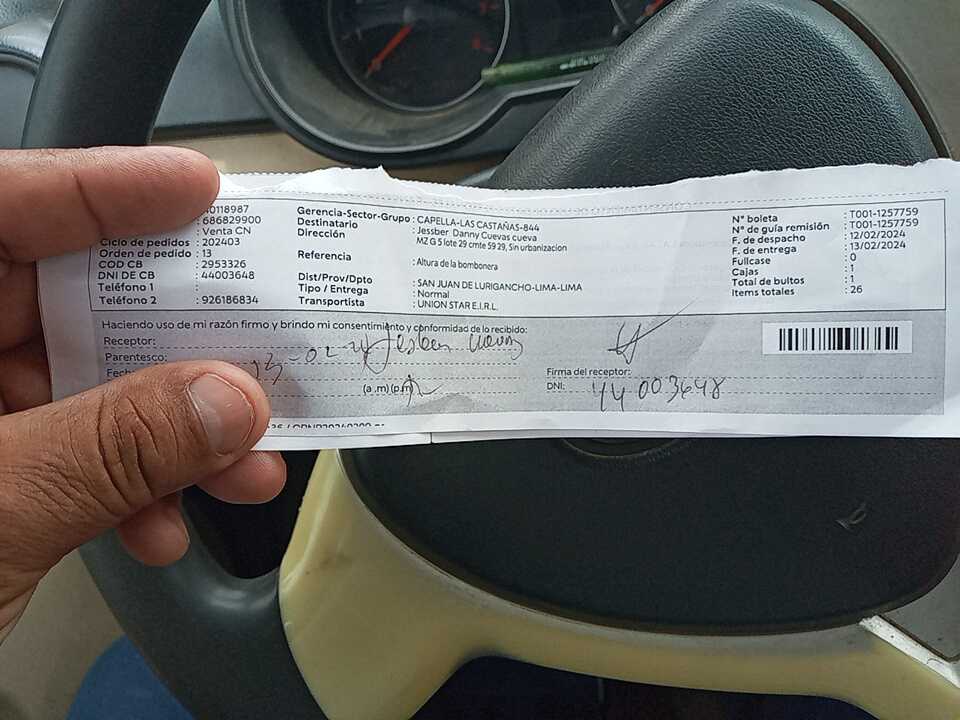 40118987
: 686829900
: Venta CN
Ciclo de pedidos : 202403
Orden de pedido : 13
COD CB : 2953326
DNI DE CB : 44003648
Teléfono 1 :
Teléfono 2 : 926186834
Gerencia-Sector-Grupo : CAPELLA-LAS CASTAÑAS-844
Destinatario : Jessber Danny Cuevas cueva
Dirección MZ G 5 lote 29 cmte 59 29, Sin urbanizacion
Referencia : Altura de la bombonera
Dist/Prov/Dpto : SAN JUAN DE LURIGANCHO-LIMA-LIMA
Tipo / Entrega : Normal
Transportista : UNION STAR E.I.R.L.
N° boleta : T001-1257759
N° de guía remisión : T001-1257759
F. de despacho : 12/02/2024
F. de entrega : 13/02/2024
Fullcase : 0
Cajas : 1
Total de bultos : 1
Items totales : 26
Haciendo uso de mi razón firmo y brindo mi consentimiento y conformidad de lo recibido:
Receptor:
Parentesco:
13-02-24
(a .m) (p.m)
Firma del receptor:
DNI: 44003648